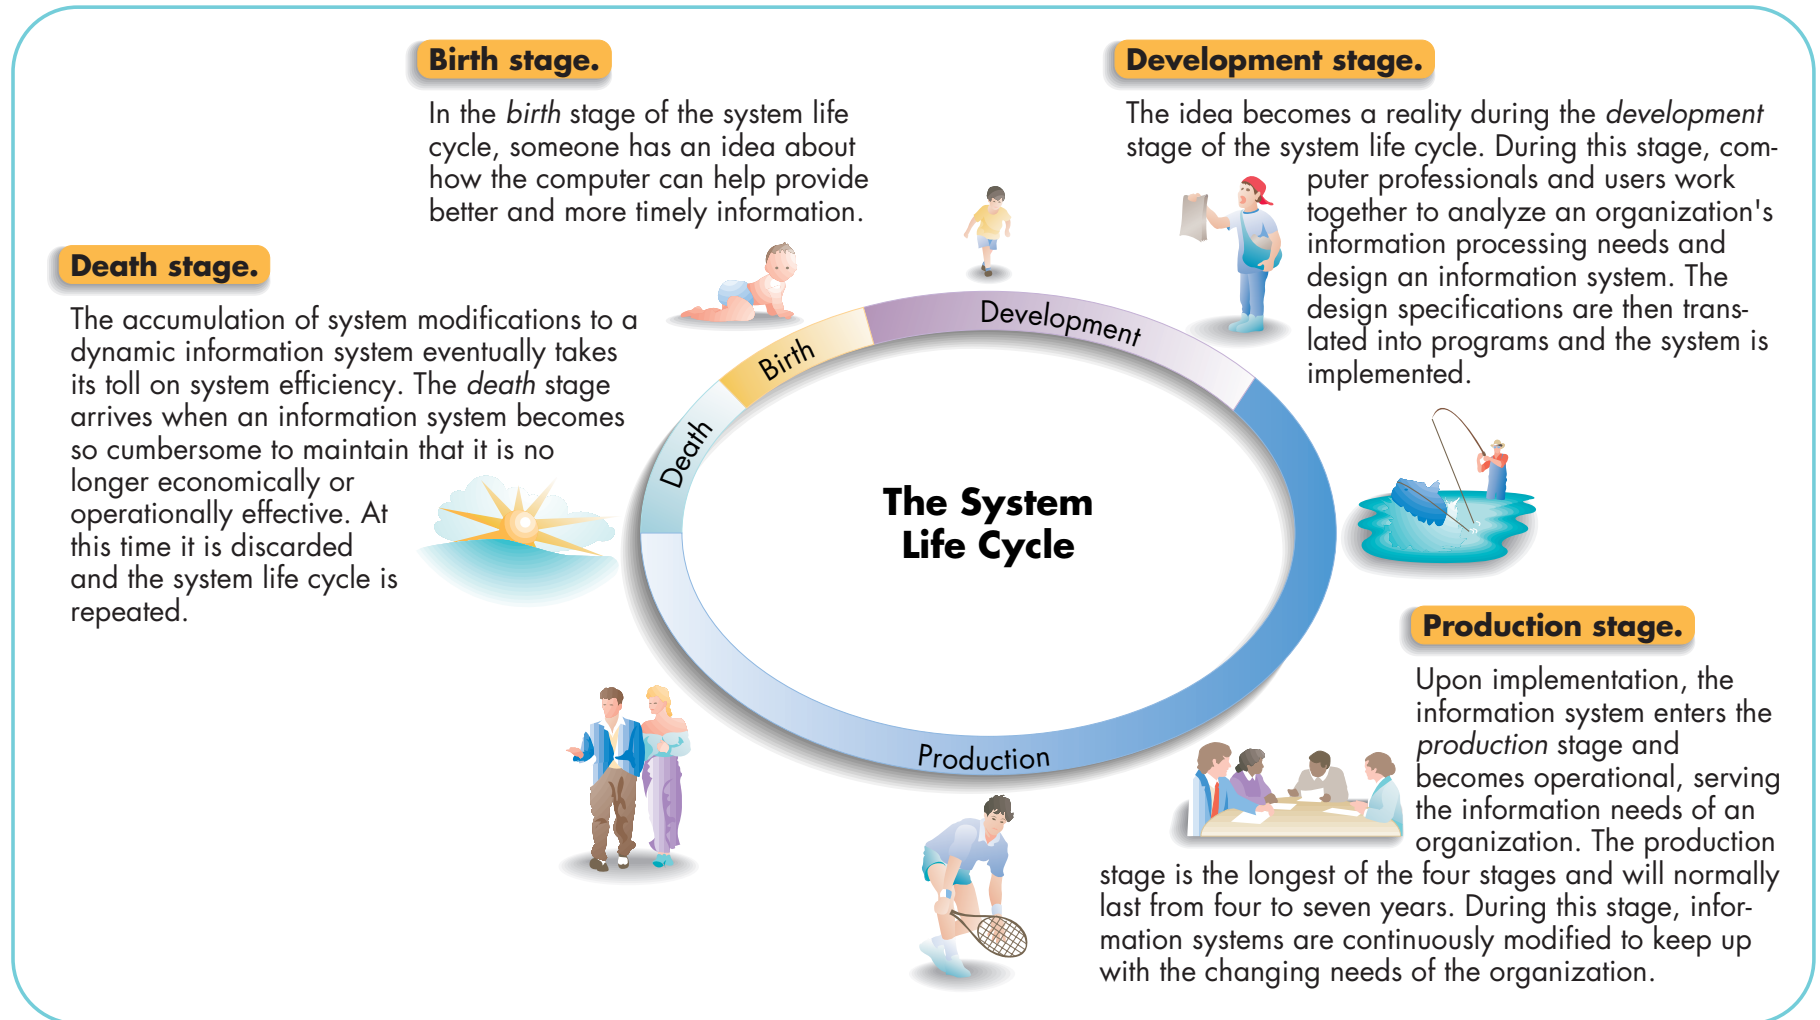 Birth stage.
In the birth stage of the system life
cycle, someone has an idea about
how the computer can help provide
better and more timely information.
Development stage.
The idea becomes a reality during the development
stage of the system life cycle. During this stage, com-
puter professionals and users work
together to analyze an organization's
information processing needs and
design an information system. The
design specifications are then trans-
lated into programs and the system is
implemented.
Death stage.
The accumulation of system modifications to a
dynamic information system eventually takes
its toll on system efficiency. The death stage
arrives when an information system becomes
so cumbersome to maintain that it is no
longer economically or
operationally effective. At
this time it is discarded
and the system life cycle is
repeated.
Development
Birth
Death
The System
Life Cycle
Production
Production stage.
Upon implementation, the
information system enters the
production stage and
becomes operational, serving
the information needs of an
organization. The production
stage is the longest of the four stages and will normally
last from four to seven years. During this stage, infor-
mation systems are continuously modified to keep up
with the changing needs of the organization.